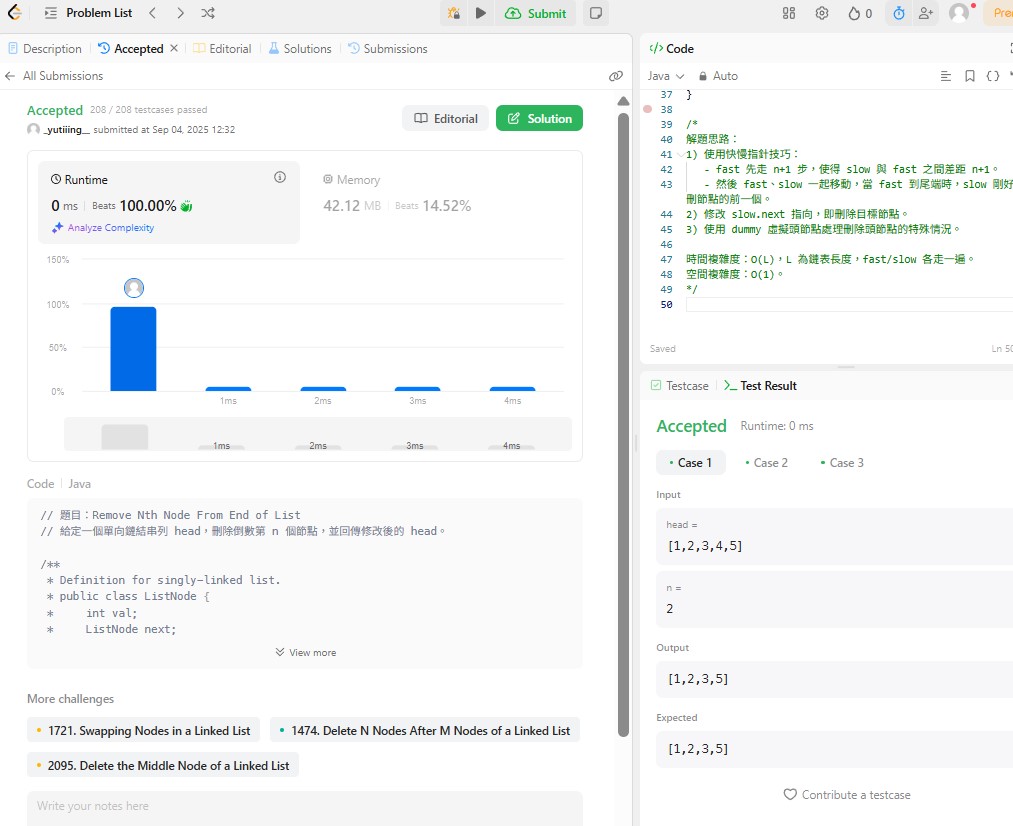 Problem List
Submit
0
Pre
Description
Accepted
Editorial
Solutions
Submissions
All Submissions
Accepted 208 / 208 testcases passed
_yutiiing__ submitted at Sep 04, 2025 12:32
Editorial
Solution
Runtime
0 ms Beats 100.00%
Analyze Complexity
Memory
42.12 MB Beats 14.52%
150%
100%
50%
0%
1ms 2ms 3ms 4ms
1ms 2ms 3ms 4ms
Code Java
// 題目：Remove Nth Node From End of List
// 給定一個單向鏈結串列 head，刪除倒數第 n 個節點，並回傳修改後的 head。
/**
* Definition for singly-linked list.
* public class ListNode {
* int val;
* ListNode next;
View more
More challenges
1721. Swapping Nodes in a Linked List
1474. Delete N Nodes After M Nodes of a Linked List
2095. Delete the Middle Node of a Linked List
Write your notes here
</> Code
Java Auto
37 }
38
39 /*
40 解題思路：
41 1) 使用快慢指針技巧：
42 - fast 先走 n+1 步，使得 slow 與 fast 之間差距 n+1。
43 - 然後 fast、slow 一起移動，當 fast 到尾端時，slow 剛好
刪節點的前一個。
44 2) 修改 slow.next 指向，即刪除目標節點。
45 3) 使用 dummy 虛擬頭節點處理刪除頭節點的特殊情況。
46
47 時間複雜度：O(L)，L 為鏈表長度，fast/slow 各走一遍。
48 空間複雜度：O(1)。
49 */
50
Saved
Ln 50
Testcase
Test Result
Accepted Runtime: 0 ms
Case 1
Case 2
Case 3
Input
head =
[1,2,3,4,5]
n =
2
Output
[1,2,3,5]
Expected
[1,2,3,5]
Contribute a testcase